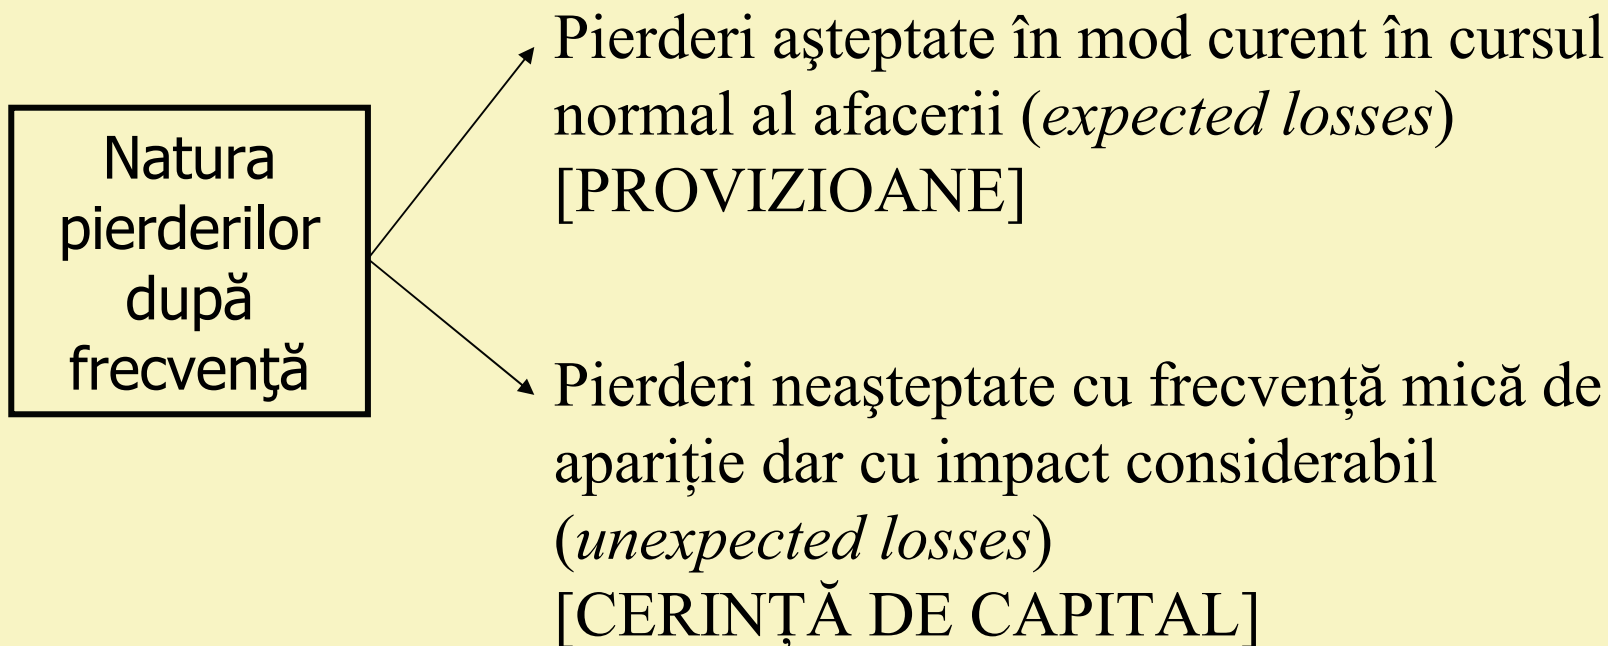 Natura
pierderilor
după
frecvenţă
Pierderi aşteptate în mod curent în cursul
normal al afacerii (expected losses)
[PROVIZIOANE]
Pierderi neaşteptate cu frecvență mică de
apariție dar cu impact considerabil
(unexpected losses)
[CERINȚĂ DE CAPITAL]